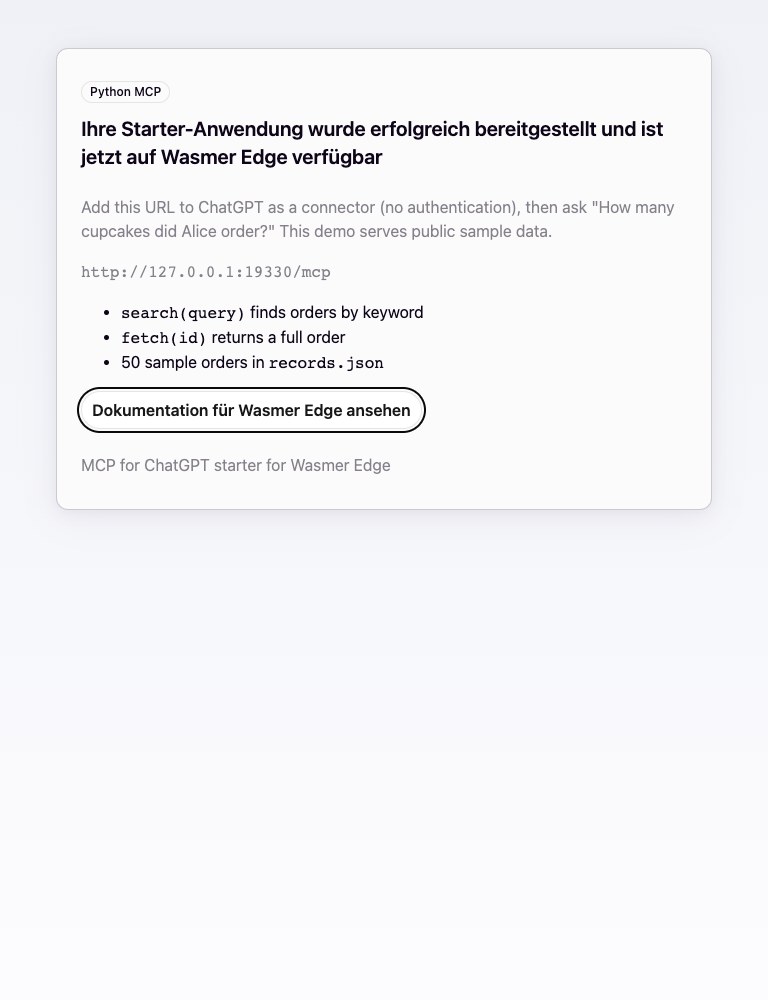 Python MCP
Ihre Starter-Anwendung wurde erfolgreich bereitgestellt und ist
jetzt auf Wasmer Edge verfügbar
Add this URL to ChatGPT as a connector (no authentication), then ask "How many
cupcakes did Alice order?" This demo serves public sample data.
http://127.0.0.1:19330/mcp
• search(query) finds orders by keyword
• fetch(id) returns a full order
• 50 sample orders in records.json
Dokumentation für Wasmer Edge ansehen
MCP for ChatGPT starter for Wasmer Edge